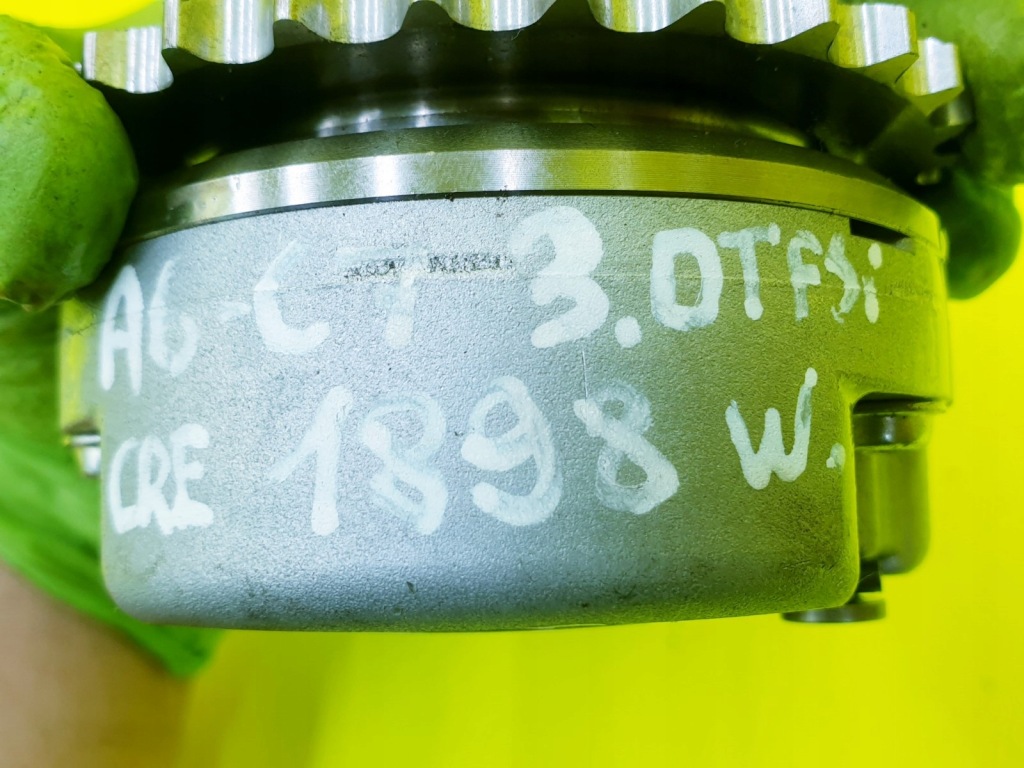 A6-C7 3.0TFSi
CRE 1898 W.